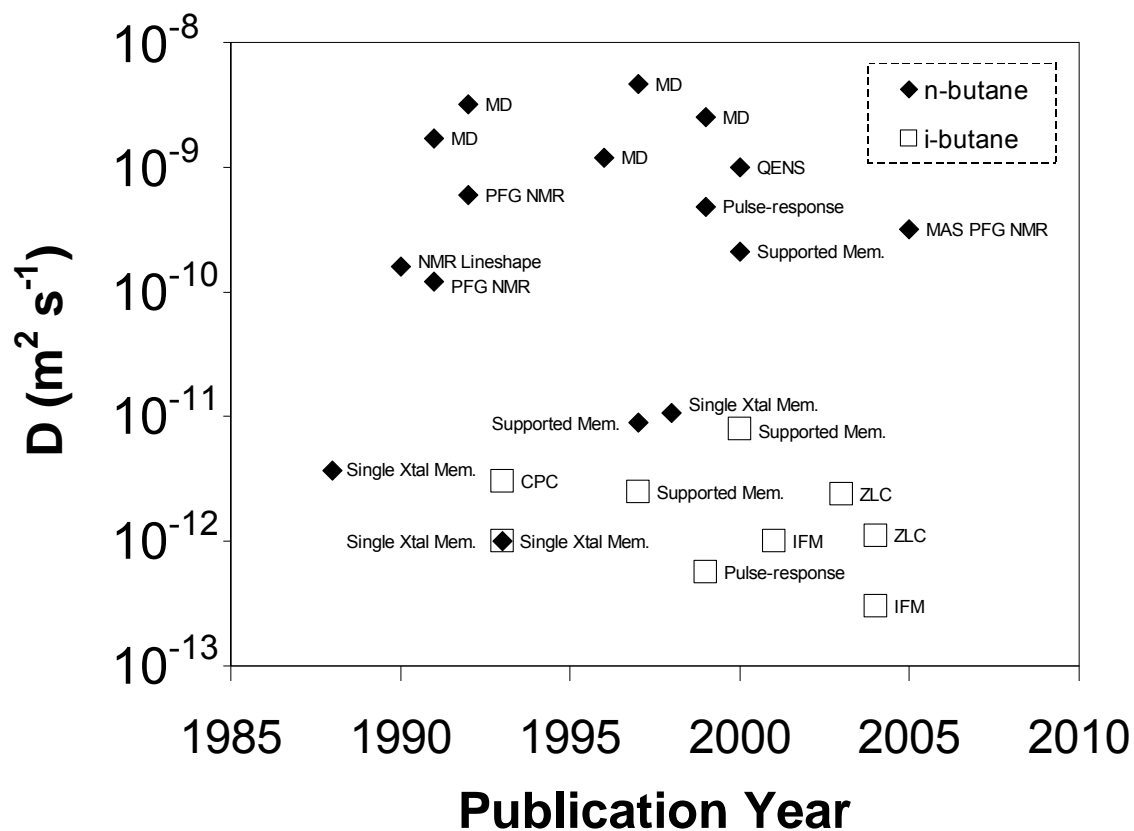 10-8
10-9
10-10
10-11
10-12
10-13
D (m2 s-1)
n-butane
i-butane
MD
MD
MD
MD
MD
QENS
PFG NMR
Pulse-response
MAS PFG NMR
Supported Mem.
NMR Lineshape
PFG NMR
Single Xtal Mem.
Supported Mem.
Supported Mem.
Single Xtal Mem.
CPC
Supported Mem.
ZLC
Single Xtal Mem.
Single Xtal Mem.
IFM
ZLC
Pulse-response
IFM
1985 1990 1995 2000 2005 2010
Publication Year